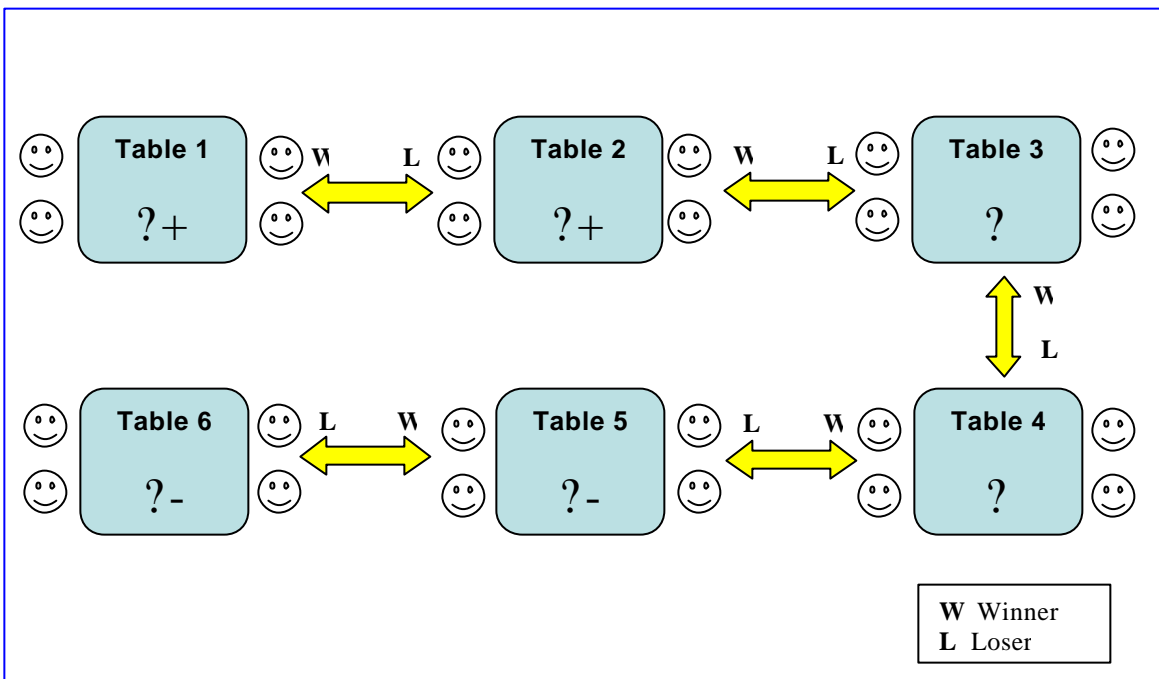 Table 1
?+
W
L
Table 2
?+
W
L
Table 3
?
W
L
Table 6
?-
L
W
Table 5
?-
L
W
Table 4
?
W Winner
L Loser